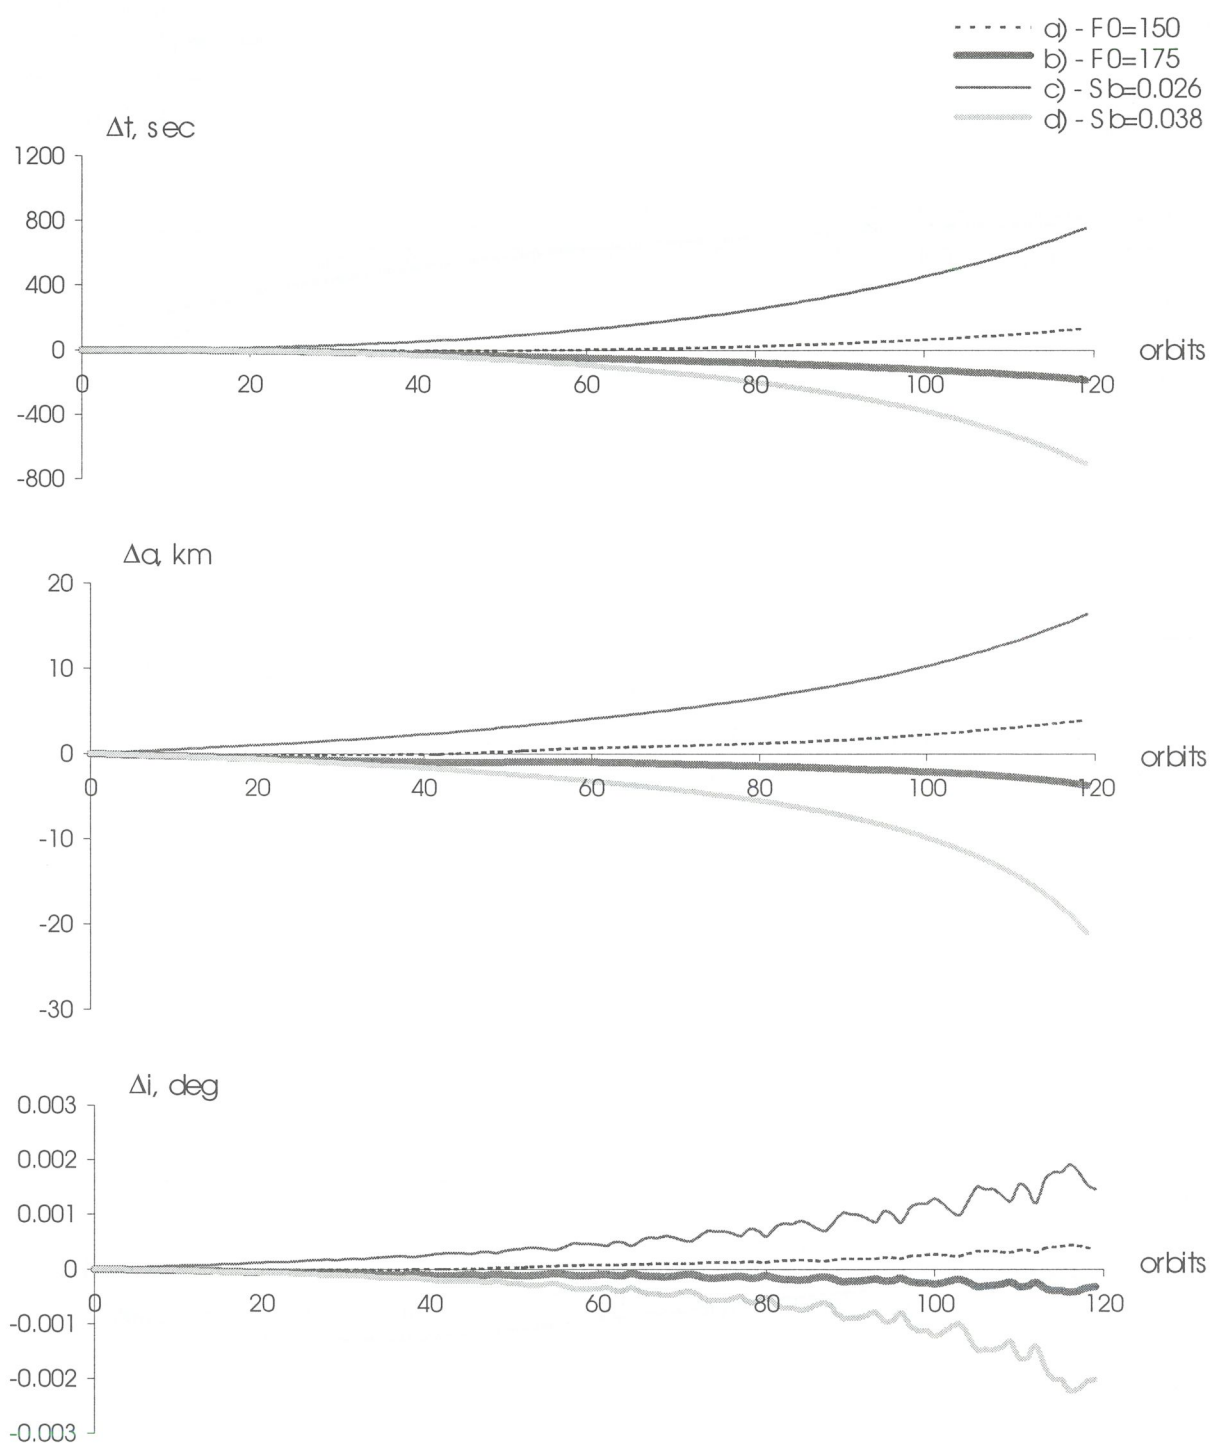 a) - F0=150
b) - F0=175
c) - Sb=0.026
d) - Sb=0.038
Δt, sec
1200
800
400
0
orbits
0 20 40 60 80 100 120
-400
-800
Δa, km
20
10
0
orbits
0 20 40 60 80 100 120
-10
-20
-30
Δi, deg
0.003
0.002
0.001
0
orbits
0 20 40 60 80 100 120
-0.001
-0.002
-0.003